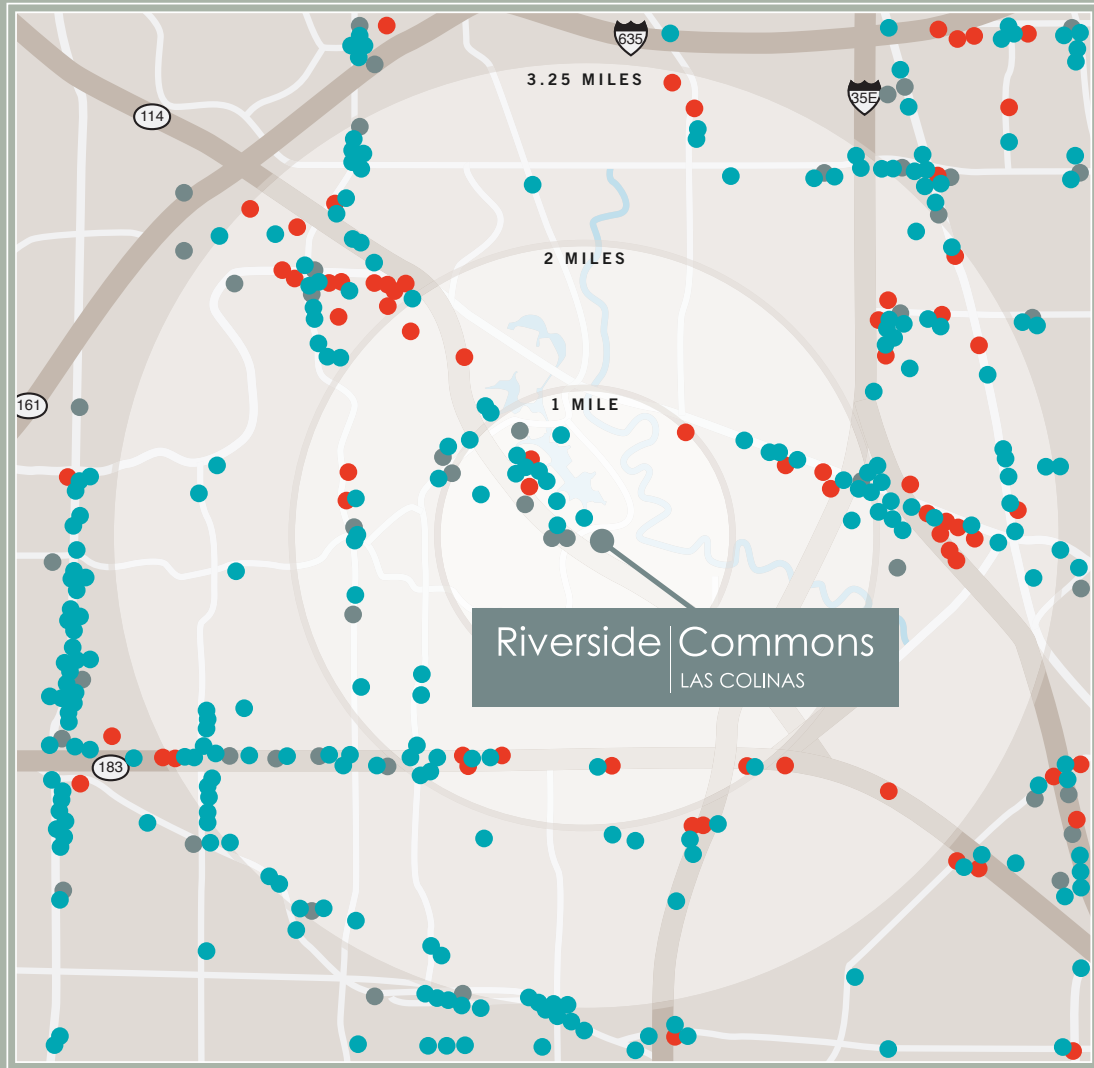 635
3.25 MILES
35E
114
2 MILES
161
1 MILE
Riverside | Commons
LAS COLINAS
183